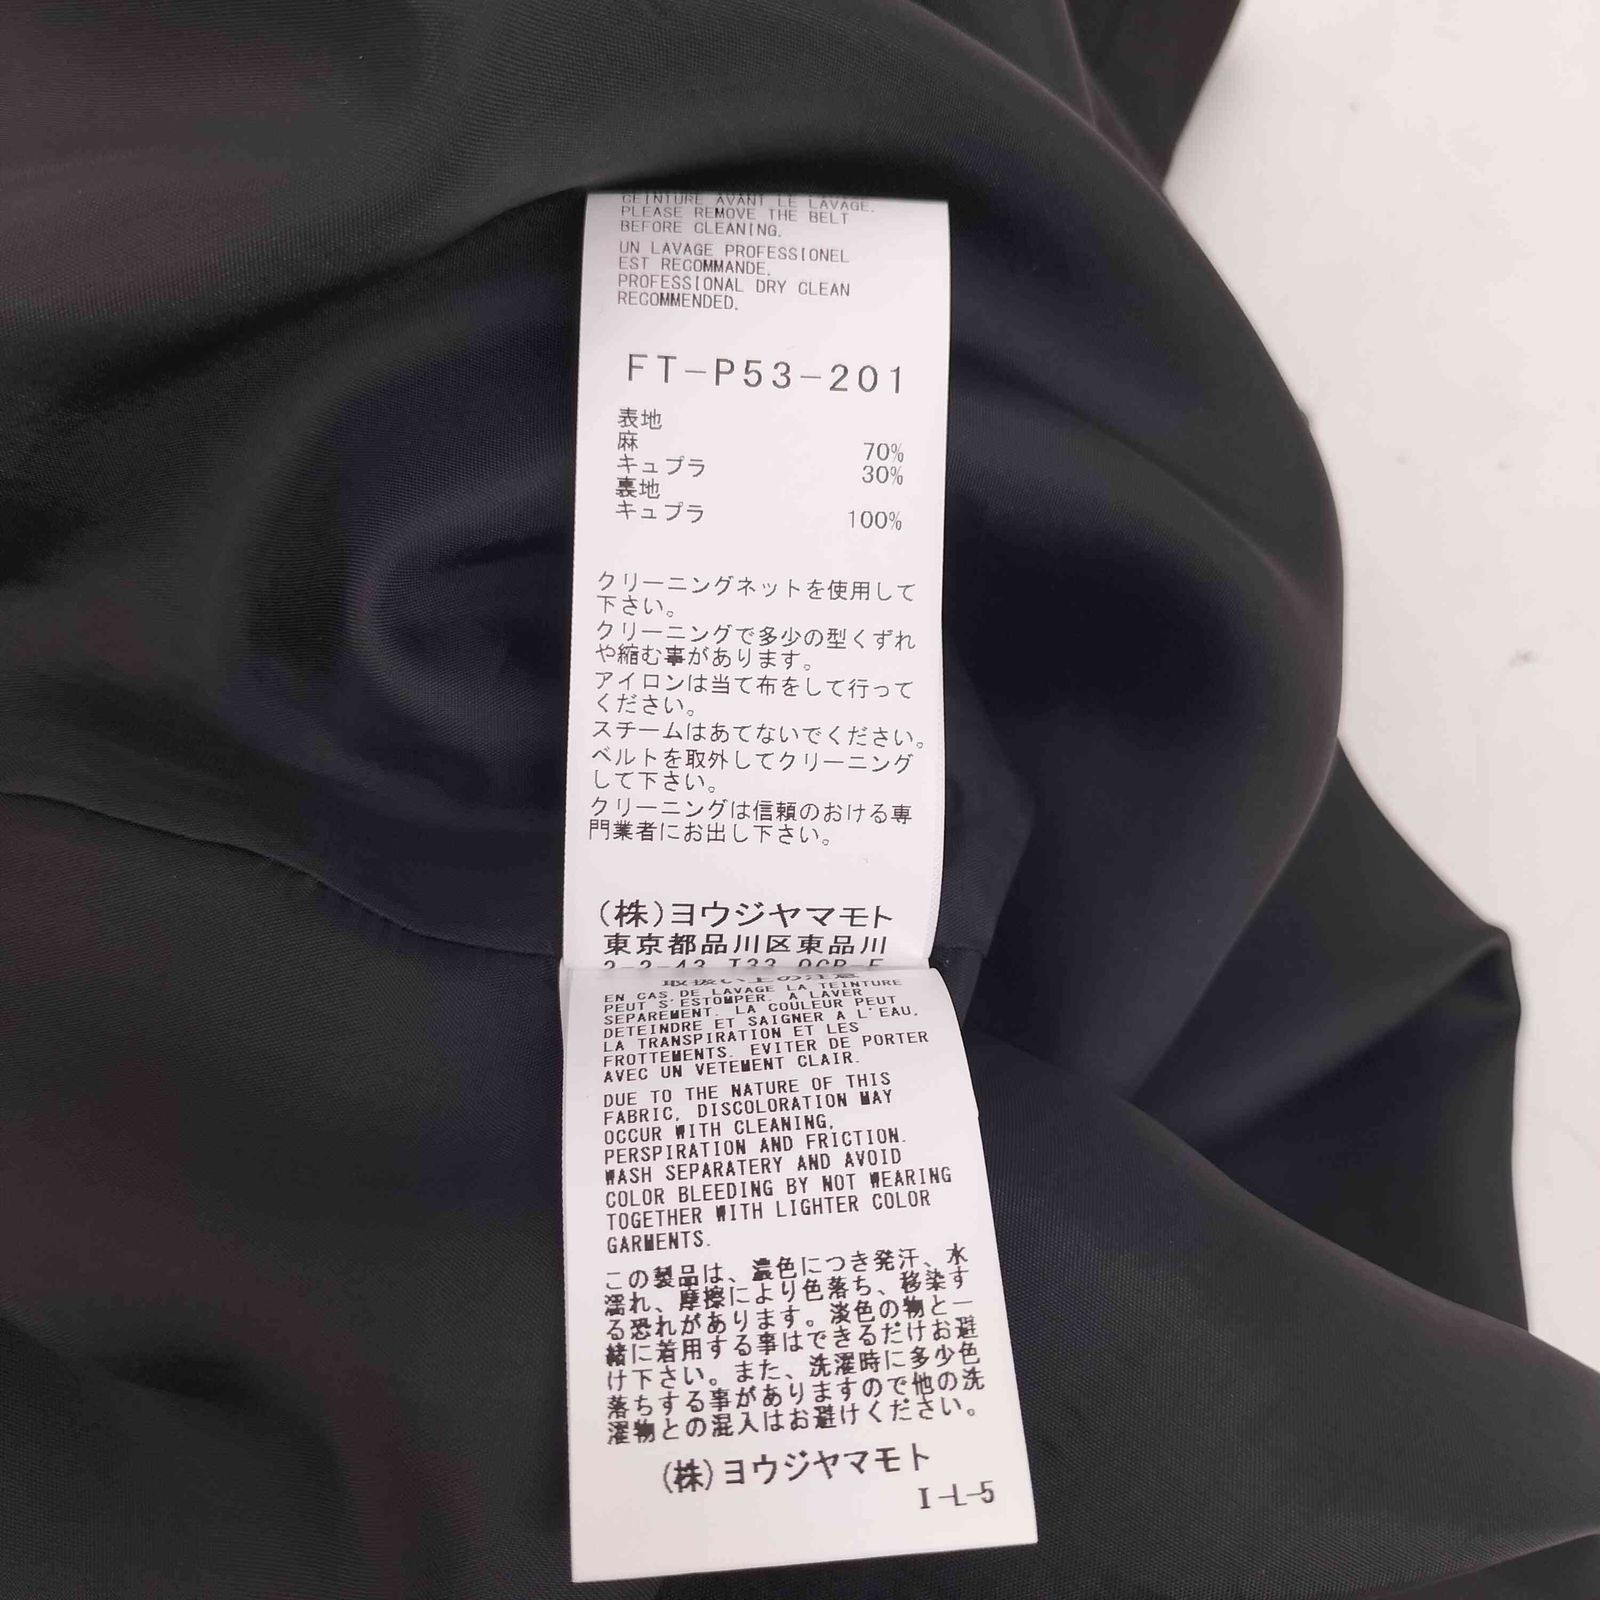 CEINTURE AVANT LE LAVAGE.
PLEASE REMOVE THE BELT
BEFORE CLEANING.
UN LAVAGE PROFESSIONEL
EST RECOMMANDE.
PROFESSIONAL DRY CLEAN
RECOMMENDED.
FT-P53-201
表地
麻 70%
キュプラ 30%
裏地
キュプラ 100%
クリーニングネットを使用して
下さい。
クリーニングで多少の型くずれ
や縮む事があります。
アイロンは当て布をして行って
ください。
スチームはあてないでください。
ベルトを取外してクリーニング
して下さい。
クリーニングは信頼のおける専
門業者にお出し下さい。
(株)ヨウジヤマモト
東京都品川区東品川
2-2-43 T33
取扱い上の注意
EN CAS DE LAVAGE LA TEINTURE
PEUT S'ESTOMPER. A LAVER
SEPAREMENT. LA COULEUR PEUT
DETEINDRE ET SAIGNER A L'EAU,
LA TRANSPIRATION ET LES
FROTTEMENTS. EVITER DE PORTER
AVEC UN VETEMENT CLAIR.
DUE TO THE NATURE OF THIS
FABRIC, DISCOLORATION MAY
OCCUR WITH CLEANING,
PERSPIRATION AND FRICTION.
WASH SEPARATERY AND AVOID
COLOR BLEEDING BY NOT WEARING
TOGETHER WITH LIGHTER COLOR
GARMENTS.
この製品は、濃色につき発汗、水
濡れ、摩擦により色落ち、移染す
る恐れがあります。淡色の物と一
緒に着用する事はできるだけお避
け下さい。また、洗濯時に多少色
落ちする事がありますので他の洗
濯物との混入はお避けください。
(株)ヨウジヤマモト
I-L-5